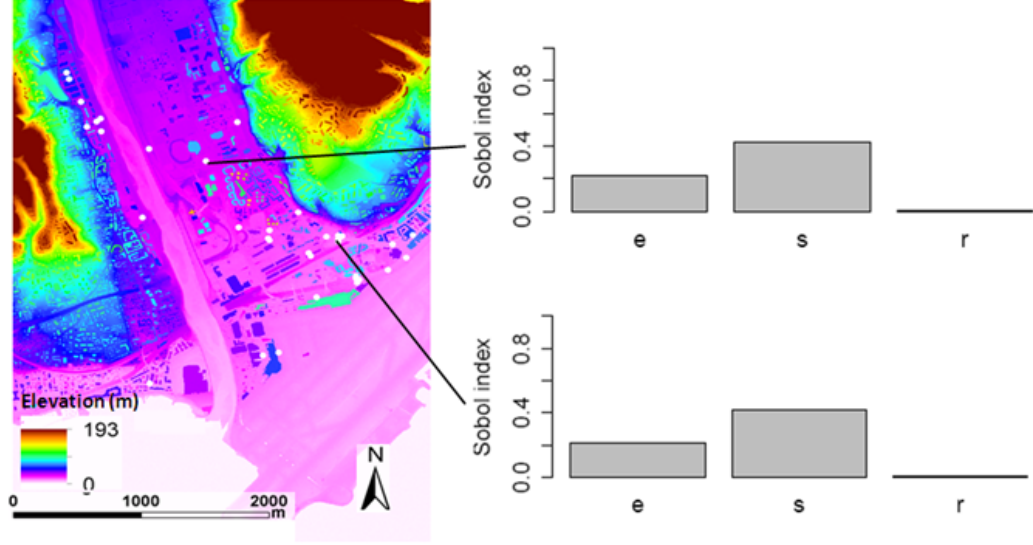 Elevation (m)
193
0
N
0 1000 2000
m
Sobol index
0.0 0.4 0.8
e s r
Sobol index
0.0 0.4 0.8
e s r